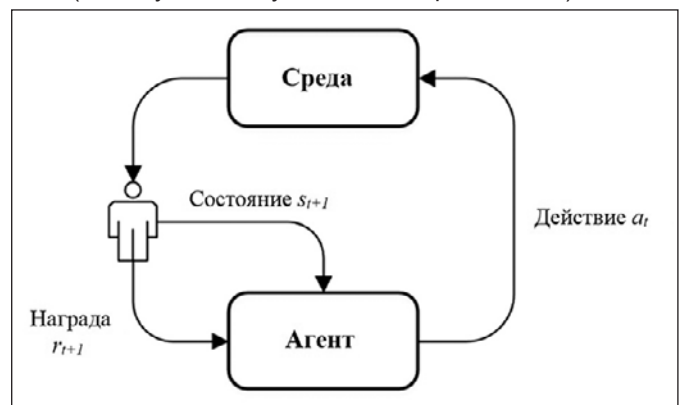 Среда
Состояние s_{t+1}
Действие a_t
Награда
r_{t+1}
Агент